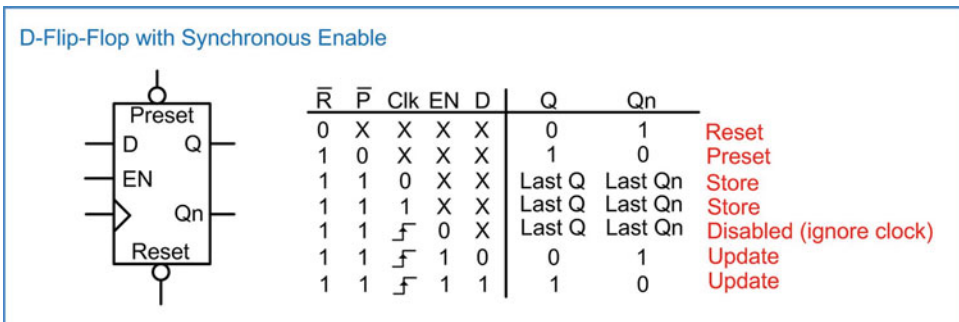 D-Flip-Flop with Synchronous Enable
Preset
D Q
EN
Qn
Reset
R̅ P̅ Clk EN D Q Qn
0 X X X X 0 1 Reset
1 0 X X X 1 0 Preset
1 1 0 X X Last Q Last Qn Store
1 1 1 X X Last Q Last Qn Store
1 1 0 X Last Q Last Qn Disabled (ignore clock)
1 1 1 0 0 1 Update
1 1 1 1 1 0 Update